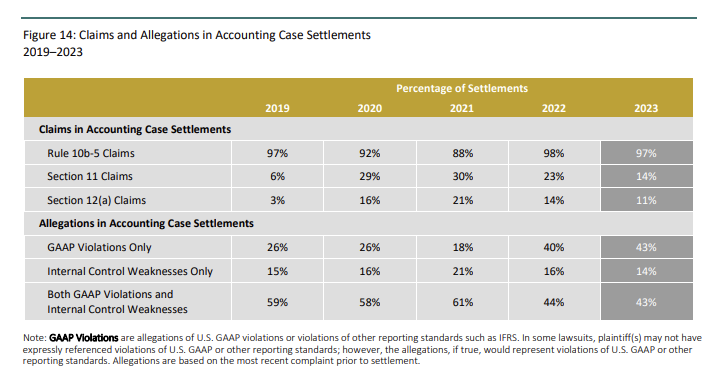 Figure 14: Claims and Allegations in Accounting Case Settlements
2019–2023
Percentage of Settlements
2019 2020 2021 2022 2023
Claims in Accounting Case Settlements
Rule 10b-5 Claims 97% 92% 88% 98% 97%
Section 11 Claims 6% 29% 30% 23% 14%
Section 12(a) Claims 3% 16% 21% 14% 11%
Allegations in Accounting Case Settlements
GAAP Violations Only 26% 26% 18% 40% 43%
Internal Control Weaknesses Only 15% 16% 21% 16% 14%
Both GAAP Violations and
Internal Control Weaknesses 59% 58% 61% 44% 43%
Note: GAAP Violations are allegations of U.S. GAAP violations or violations of other reporting standards such as IFRS. In some lawsuits, plaintiff(s) may not have
expressly referenced violations of U.S. GAAP or other reporting standards; however, the allegations, if true, would represent violations of U.S. GAAP or other
reporting standards. Allegations are based on the most recent complaint prior to settlement.